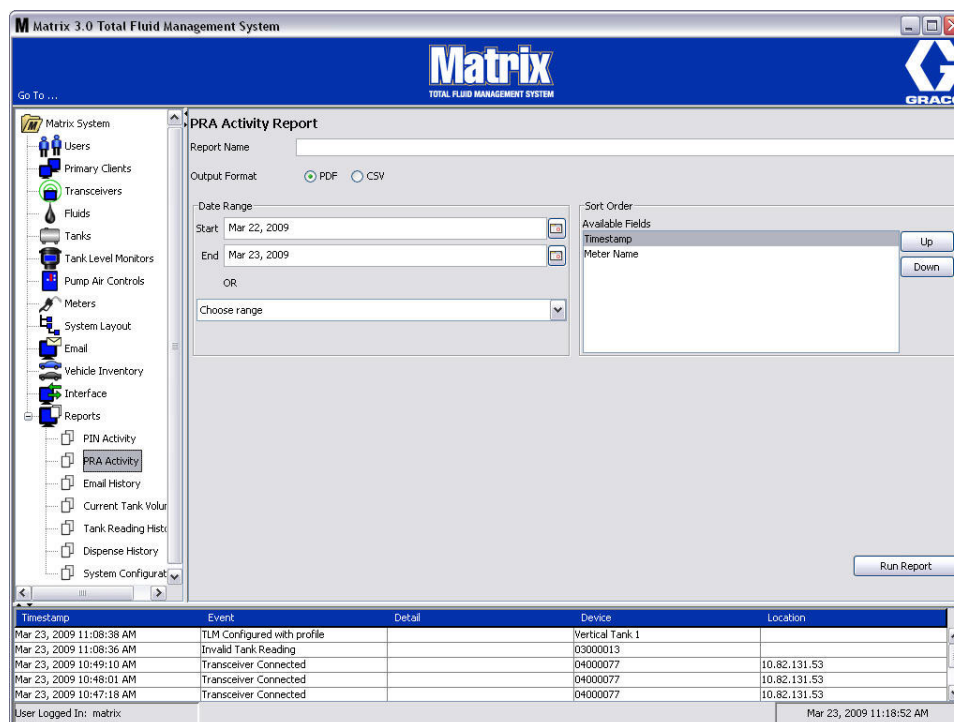 M Matrix 3.0 Total Fluid Management System
Matrix
TOTAL FLUID MANAGEMENT SYSTEM
Go To ...
GRACO
Matrix System
Users
Primary Clients
Transceivers
Fluids
Tanks
Tank Level Monitors
Pump Air Controls
Meters
System Layout
Email
Vehicle Inventory
Interface
Reports
PIN Activity
PRA Activity
Email History
Current Tank Volur
Tank Reading Histo
Dispense History
System Configurat
PRA Activity Report
Report Name
Output Format PDF CSV
Date Range
Start Mar 22, 2009
End Mar 23, 2009
OR
Choose range
Sort Order
Available Fields
Timestamp
Meter Name
Up
Down
Run Report
Timestamp Event Detail Device Location
Mar 23, 2009 11:08:38 AM TLM Configured with profile Vertical Tank 1
Mar 23, 2009 11:08:36 AM Invalid Tank Reading 03000013
Mar 23, 2009 10:49:10 AM Transceiver Connected 04000077 10.82.131.53
Mar 23, 2009 10:48:01 AM Transceiver Connected 04000077 10.82.131.53
Mar 23, 2009 10:47:18 AM Transceiver Connected 04000077 10.82.131.53
User Logged In: matrix Mar 23, 2009 11:18:52 AM